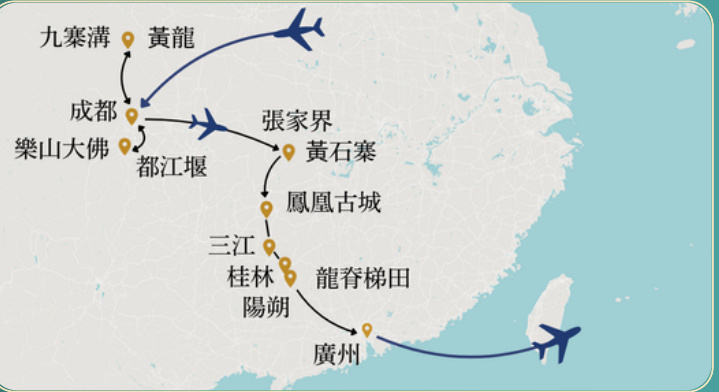 九寨溝 黃龍
成都
樂山大佛
都江堰
張家界
黃石寨
鳳凰古城
三江
桂林 龍脊梯田
陽朔
廣州